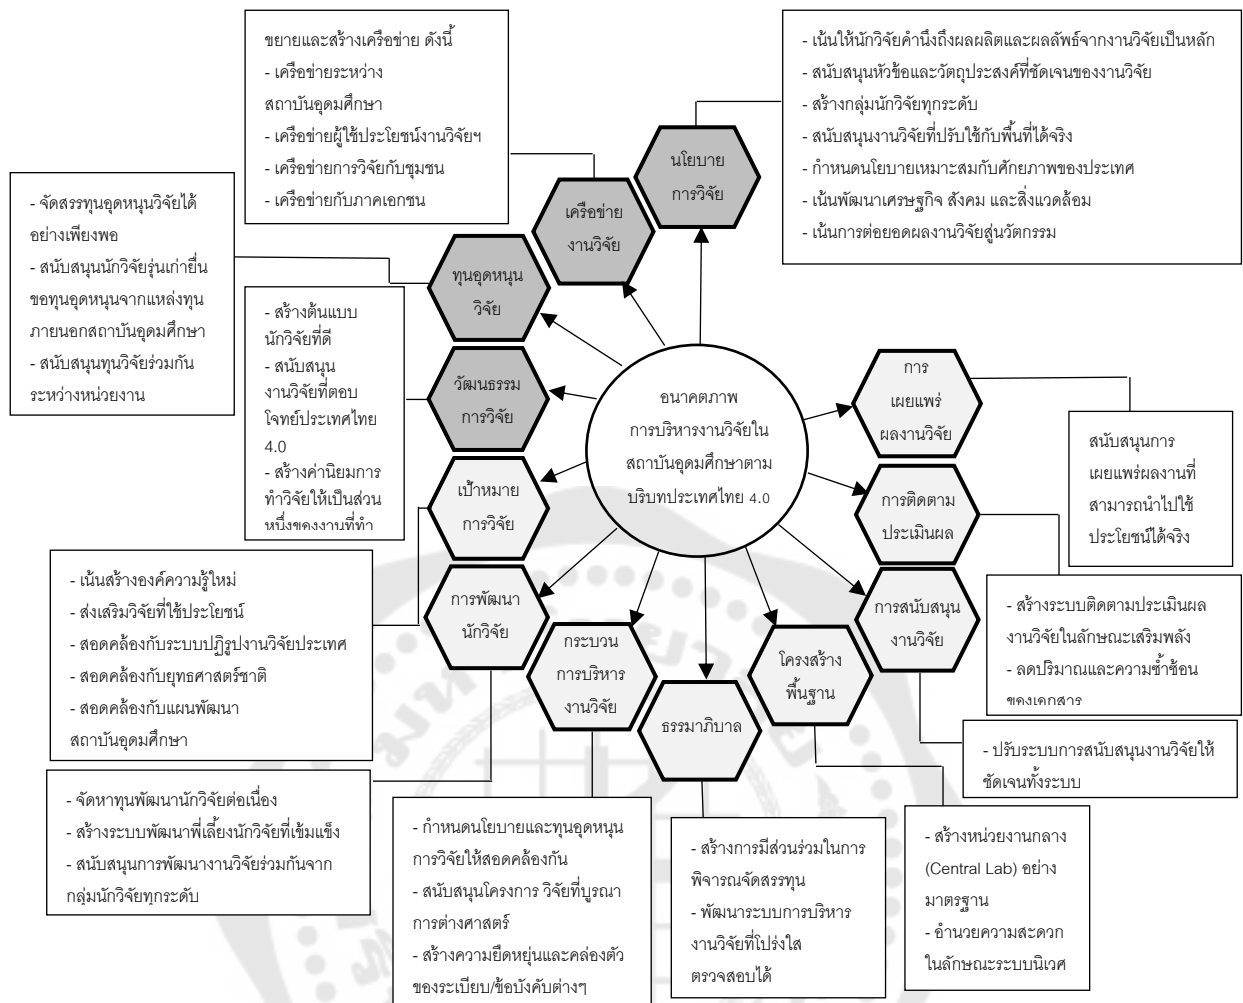 ขยายและสร้างเครือข่าย ดังนี้
- เครือข่ายระหว่าง
สถาบันอุดมศึกษา
- เครือข่ายผู้ใช้ประโยชน์งานวิจัยฯ
- เครือข่ายการวิจัยกับชุมชน
- เครือข่ายกับภาคเอกชน
- เน้นให้นักวิจัยคำนึงถึงผลผลิตและผลลัพธ์จากงานวิจัยเป็นหลัก
- สนับสนุนหัวข้อและวัตถุประสงค์ที่ชัดเจนของงานวิจัย
- สร้างกลุ่มนักวิจัยทุกระดับ
- สนับสนุนงานวิจัยที่ปรับใช้กับพื้นที่ได้จริง
- กำหนดนโยบายเหมาะสมกับศักยภาพของประเทศ
- เน้นพัฒนาเศรษฐกิจ สังคม และสิ่งแวดล้อม
- เน้นการต่อยอดผลงานวิจัยสู่นวัตกรรม
นโยบาย
การวิจัย
เครือข่าย
งานวิจัย
- จัดสรรทุนอุดหนุนวิจัยได้
อย่างเพียงพอ
- สนับสนุนนักวิจัยรุ่นเก่ายื่น
ขอทุนอุดหนุนจากแหล่งทุน
ภายนอกสถาบันอุดมศึกษา
- สนับสนุนทุนวิจัยร่วมกัน
ระหว่างหน่วยงาน
ทุนอุดหนุน
วิจัย
- สร้างต้นแบบ
นักวิจัยที่ดี
- สนับสนุน
งานวิจัยที่ตอบ
โจทย์ประเทศไทย
4.0
- สร้างค่านิยมการ
ทำวิจัยให้เป็นส่วน
หนึ่งของงานที่ทำ
วัฒนธรรม
การวิจัย
อนาคตภาพ
การบริหารงานวิจัยใน
สถาบันอุดมศึกษาตาม
บริบทประเทศไทย 4.0
การ
เผยแพร่
ผลงานวิจัย
สนับสนุนการ
เผยแพร่ผลงานที่
สามารถนำไปใช้
ประโยชน์ได้จริง
เป้าหมาย
การวิจัย
การติดตาม
ประเมินผล
- เน้นสร้างองค์ความรู้ใหม่
- ส่งเสริมวิจัยที่ใช้ประโยชน์
- สอดคล้องกับระบบปฏิรูปงานวิจัยประเทศ
- สอดคล้องกับยุทธศาสตร์ชาติ
- สอดคล้องกับแผนพัฒนา
สถาบันอุดมศึกษา
การพัฒนา
นักวิจัย
กระบวน
การบริหาร
งานวิจัย
ธรรมาภิบาล
โครงสร้าง
พื้นฐาน
การสนับสนุน
งานวิจัย
- สร้างระบบติดตามประเมินผล
งานวิจัยในลักษณะเสริมพลัง
- ลดปริมาณและความซ้ำซ้อน
ของเอกสาร
- ปรับระบบการสนับสนุนงานวิจัยให้
ชัดเจนทั้งระบบ
- จัดหาทุนพัฒนานักวิจัยต่อเนื่อง
- สร้างระบบพัฒนาพี่เลี้ยงนักวิจัยที่เข้มแข็ง
- สนับสนุนการพัฒนางานวิจัยร่วมกันจาก
กลุ่มนักวิจัยทุกระดับ
- กำหนดนโยบายและทุนอุดหนุน
การวิจัยให้สอดคล้องกัน
- สนับสนุนโครงการ วิจัยที่บูรณา
การต่างศาสตร์
- สร้างความยืดหยุ่นและคล่องตัว
ของระเบียบ/ข้อบังคับต่างๆ
- สร้างการมีส่วนร่วมในการ
พิจารณจัดสรรทุน
- พัฒนาระบบการบริหาร
งานวิจัยที่โปร่งใส
ตรวจสอบได้
- สร้างหน่วยงานกลาง
(Central Lab) อย่าง
มาตรฐาน
- อำนวยความสะดวก
ในลักษณะระบบนิเวศ